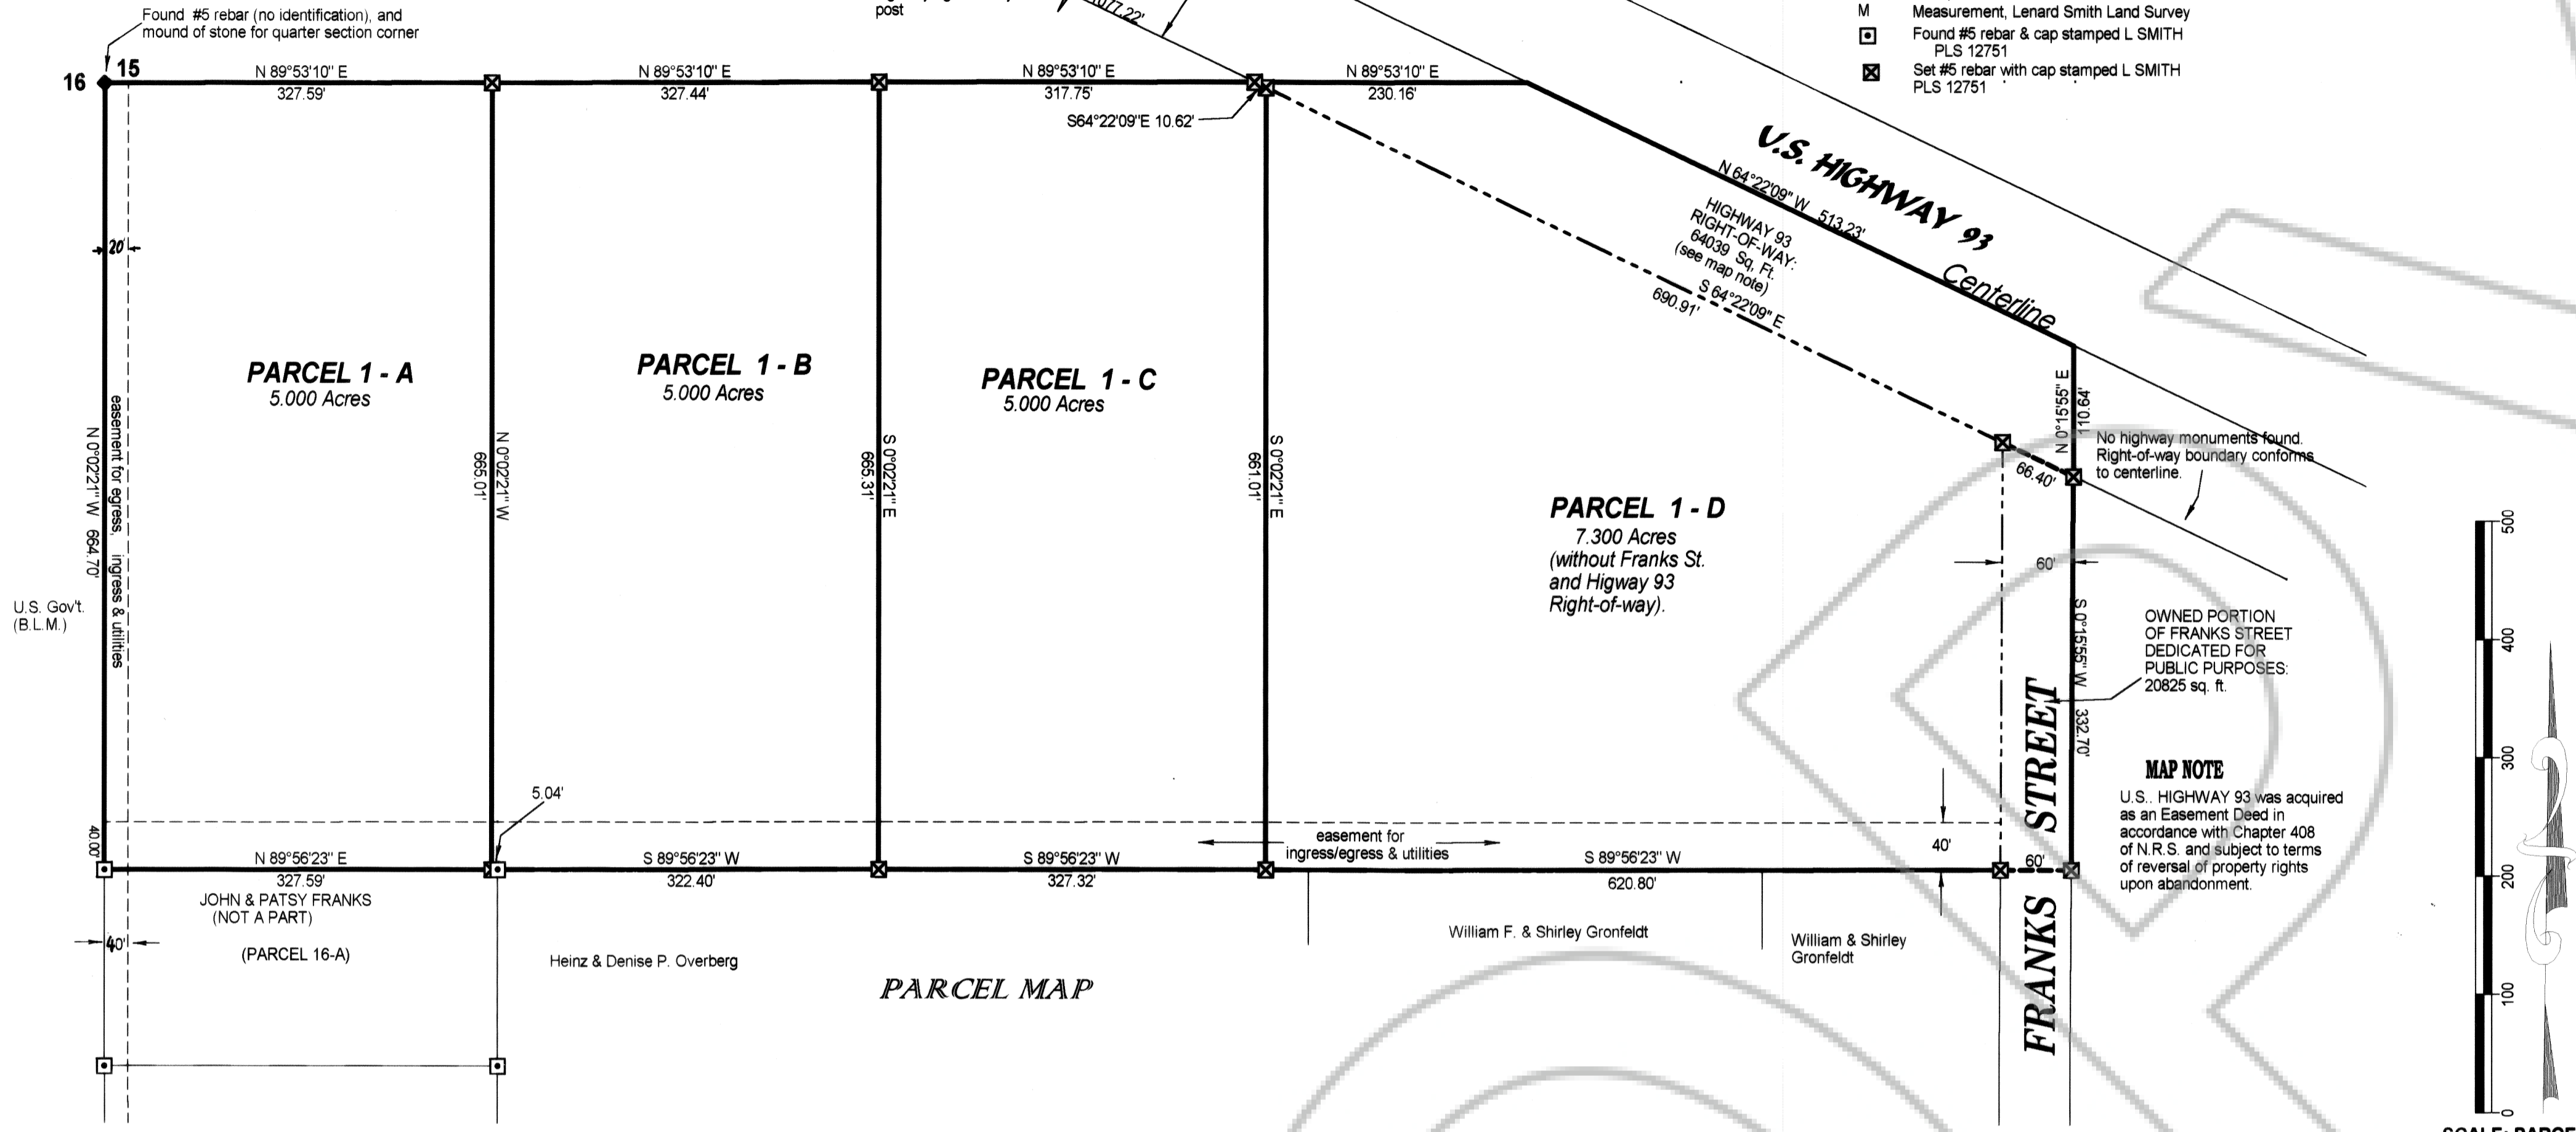 Found #5 rebar (no identification), and
mound of stone for quarter section corner
post
1077.22'
M Measurement, Lenard Smith Land Survey
Found #5 rebar & cap stamped L SMITH
PLS 12751
Set #5 rebar with cap stamped L SMITH
PLS 12751
16
15
N 89°53'10" E
327.59'
N 89°53'10" E
327.44'
N 89°53'10" E
317.75'
N 89°53'10" E
230.16'
S64°22'09"E 10.62'
U.S. HIGHWAY 93
N 64°22'09" W 513.23'
Centerline
HIGHWAY 93
RIGHT-OF-WAY:
64039 Sq, Ft.
(see map note)
S 64°22'09" E
690.91'
20'
PARCEL 1 - A
5.000 Acres
PARCEL 1 - B
5.000 Acres
PARCEL 1 - C
5.000 Acres
N 0°02'21" W 664.70'
easement for egress, ingress & utilities
N 0°02'21" W
665.01'
S 0°02'21" E
665.31'
S 0°02'21" E
661.01'
N 0°15'55" E
110.64'
No highway monuments found.
Right-of-way boundary conforms
to centerline.
66.40'
PARCEL 1 - D
7.300 Acres
(without Franks St.
and Higway 93
Right-of-way).
60'
U.S. Gov't.
(B.L.M.)
S 0°15'55" W 332.70'
OWNED PORTION
OF FRANKS STREET
DEDICATED FOR
PUBLIC PURPOSES:
20825 sq. ft.
FRANKS STREET
MAP NOTE
U.S.. HIGHWAY 93 was acquired
as an Easement Deed in
accordance with Chapter 408
of N.R.S. and subject to terms
of reversal of property rights
upon abandonment.
5.04'
40.00'
easement for
ingress/egress & utilities
40'
60'
N 89°56'23" E
327.59'
S 89°56'23" W
322.40'
S 89°56'23" W
327.32'
S 89°56'23" W
620.80'
JOHN & PATSY FRANKS
(NOT A PART)
(PARCEL 16-A)
40'
Heinz & Denise P. Overberg
William F. & Shirley Gronfeldt
William & Shirley
Gronfeldt
PARCEL MAP
500
400
300
200
100
0